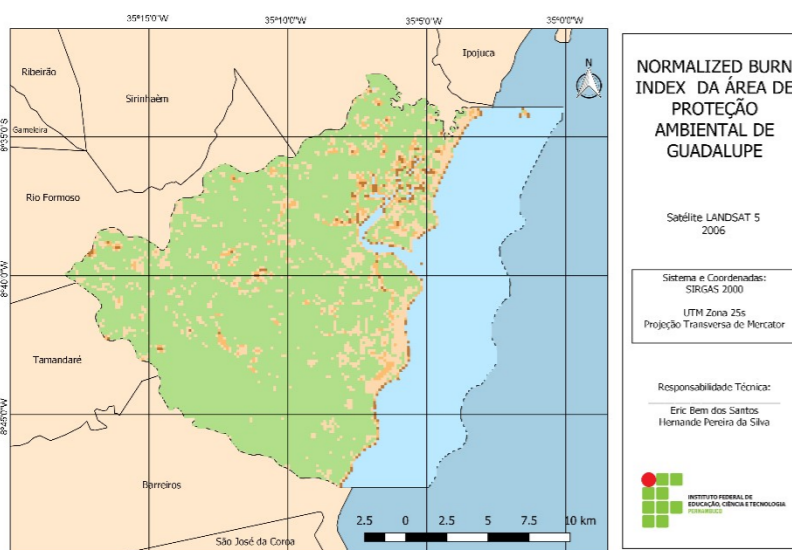 35°15'0"W
35°10'0"W
35°5'0"W
35°0'0"W
Ribeirão
Ipojuca
Sirinhaém
Gameleira
Rio Formoso
Tamandaré
Barreiros
São José da Coroa
N
8°35'0"S
8°40'0"W
8°45'0"W
2.5 0 2.5 5 7.5 10 km
NORMALIZED BURN
INDEX DA ÁREA DE
PROTEÇÃO
AMBIENTAL DE
GUADALUPE
Satélite LANDSAT 5
2006
Sistema e Coordenadas:
SIRGAS 2000
UTM Zona 25s
Projeção Transversa de Mercator
Responsabilidade Técnica:
Eric Bem dos Santos
Hernande Pereira da Silva
INSTITUTO FEDERAL DE
EDUCAÇÃO, CIÊNCIA E TECNOLOGIA
PERNAMBUCO